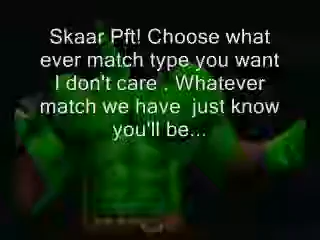 Skaar Pft! Choose what
ever match type you want
I don't care . Whatever
match we have  just know
you'll be...